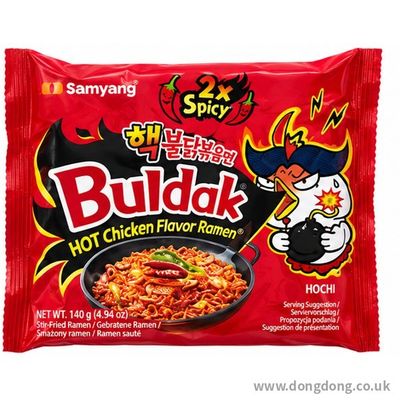 Samyang
2x
Spicy
핵불닭볶음면
Buldak®
HOT Chicken Flavor Ramen®
HOCHI
NET WT. 140 g (4.94 oz)
Stir-Fried Ramen / Gebratene Ramen /
Smażony ramen / Ramen sauté
Serving Suggestion /
Serviervorschlag /
Propozycja podania /
Suggestion de présentation
www.dongdong.co.uk